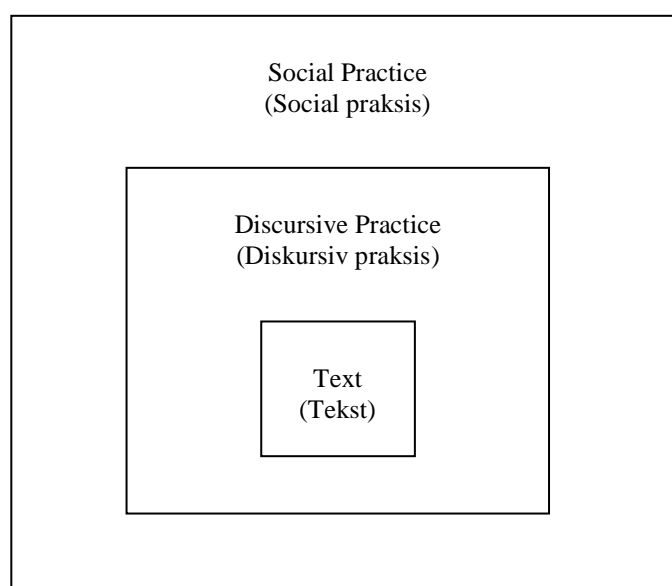 Social Practice
(Social praksis)
Discursive Practice
(Diskursiv praksis)
Text
(Tekst)